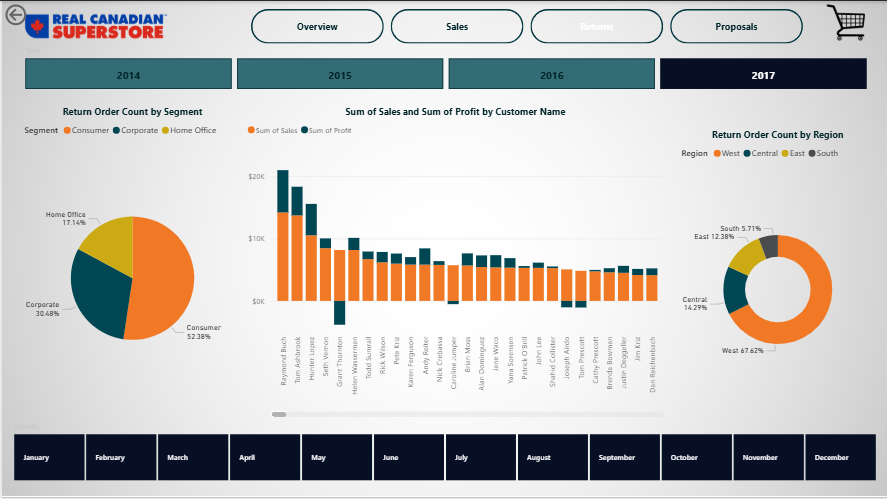 REAL CANADIAN
SUPERSTORE
Overview
Sales
Returns
Proposals
2014
2015
2016
2017
Return Order Count by Segment
Segment Consumer Corporate Home Office
Home Office
17.14%
Corporate
30.48%
Consumer
52.38%
Sum of Sales and Sum of Profit by Customer Name
Sum of Sales Sum of Profit
$20K
$10K
$0K
Raymond Buch
Tom Ashbrook
Hunter Lopez
Seth Vernon
Grant Thornton
Helen Wasserman
Todd Sumrall
Rick Wilson
Pete Kriz
Karen Ferguson
Andy Reiter
Nick Crebassa
Caroline Jumper
Brian Moss
Alan Dominguez
Jane Waco
Yana Sorensen
Patrick O'Brill
John Lee
Shahid Collister
Joseph Airdo
Tom Prescott
Cathy Prescott
Brenda Bowman
Justin Deggeller
Jim Kriz
Dan Reichenbach
Return Order Count by Region
Region West Central East South
South 5.71%
East 12.38%
Central
14.29%
West 67.62%
January
February
March
April
May
June
July
August
September
October
November
December